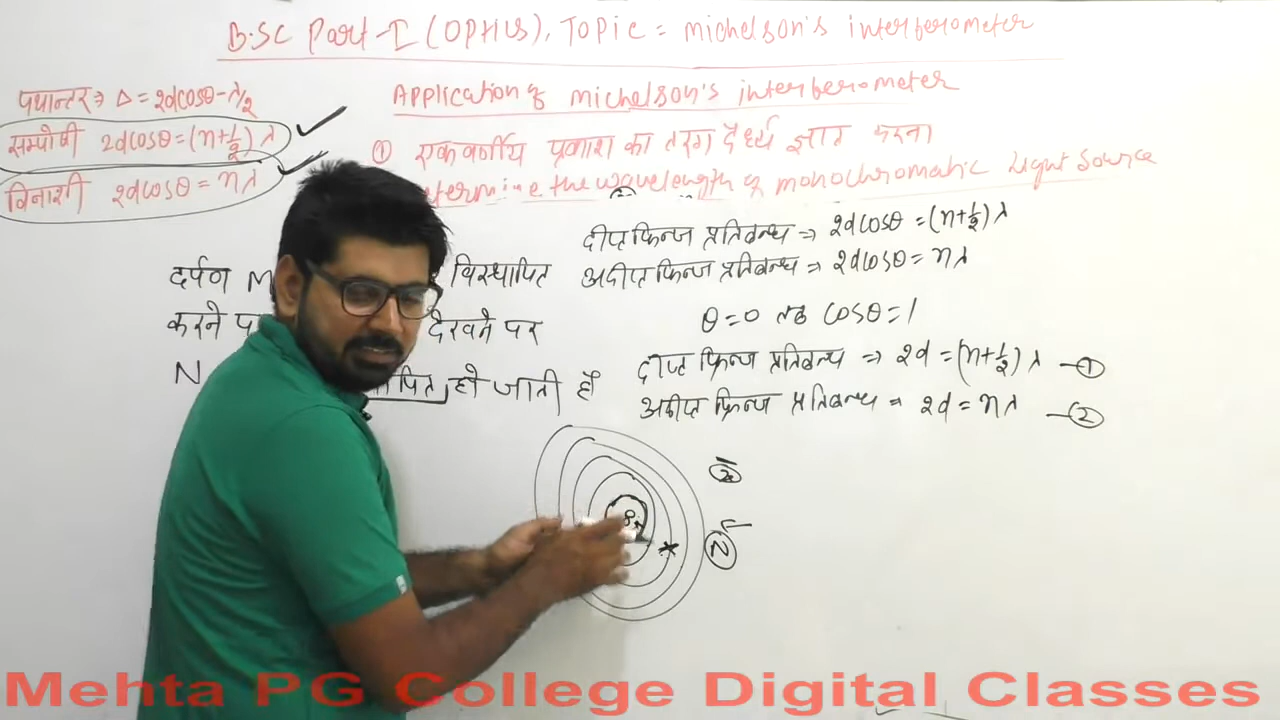 B.SC Part-I (OPTICS), TOPIC = michelson's interferometer
पथान्तर ⇒ Δ = 2dcosθ - λ/2
सम्पोषी 2dcosθ = (n+1/2) λ
विनाशी 2dcosθ = nλ
Application of michelson's interferometer
① एकवर्णीय प्रकाश का तरंग दैर्ध्य ज्ञात करना
etermine the wavelength of monochromatic light source
दीप्त फ्रिन्ज प्रतिबन्ध ⇒ 2dcosθ = (n+1/2) λ
अदीप्त फ्रिन्ज प्रतिबन्ध ⇒ 2dcosθ = nλ
θ=0 तब cosθ=1
दीप्त फ्रिन्ज प्रतिबन्ध ⇒ 2d = (n+1/2) λ —①
अदीप्त फ्रिन्ज प्रतिबन्ध = 2d = nλ —②
दर्पण M विस्थापित
करने प देखने पर
N पित हो जाती है
N
Mehta PG College Digital Classes